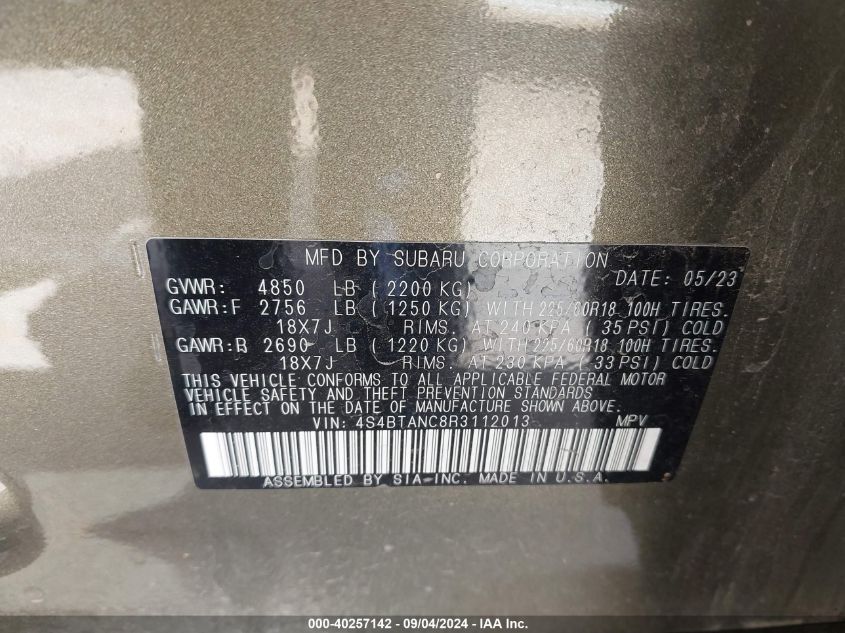 MFD BY SUBARU CORPORATION
GVWR: 4850 LB ( 2200 KG) DATE: 05/23
GAWR:F 2756 LB ( 1250 KG) WITH 225/60R18 100H TIRES.
18X7J RIMS. AT 240 KPA ( 35 PSI) COLD
GAWR:R 2690 LB ( 1220 KG) WITH 225/60R18 100H TIRES.
18X7J RIMS. AT 230 KPA ( 33 PSI) COLD
THIS VEHICLE CONFORMS TO ALL APPLICABLE FEDERAL MOTOR
VEHICLE SAFETY AND THEFT PREVENTION STANDARDS
IN EFFECT ON THE DATE OF MANUFACTURE SHOWN ABOVE.
VIN: 4S4BTANC8R3112013 MPV
ASSEMBLED BY SIA-INC. MADE IN U.S.A.
000-40257142 - 09/04/2024 - IAA Inc.